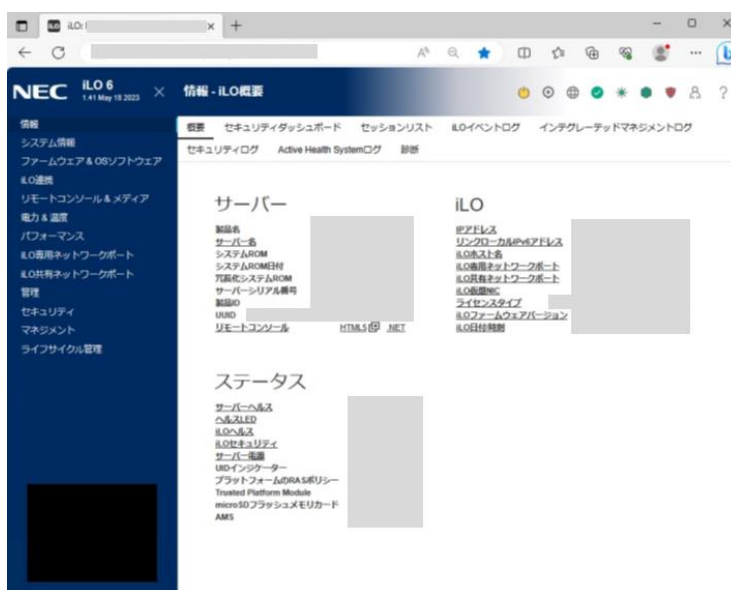 iLO:
NEC
iLO 6
1.41 May 18 2023
情報 - iLO概要
情報
システム情報
ファームウェア & OSソフトウェア
iLO連携
リモートコンソール & メディア
電力 & 温度
パフォーマンス
iLO専用ネットワークポート
iLO共有ネットワークポート
管理
セキュリティ
マネジメント
ライフサイクル管理
概要 セキュリティダッシュボード セッションリスト iLOイベントログ インテグレーテッドマネジメントログ
セキュリティログ Active Health Systemログ 診断
サーバー
製品名
サーバー名
システムROM
システムROM日付
冗長化システムROM
サーバーシリアル番号
製品ID
UUID
リモートコンソール HTML5 .NET
iLO
IPアドレス
リンクローカルIPv6アドレス
iLOホスト名
iLO専用ネットワークポート
iLO共有ネットワークポート
iLO仮想NIC
ライセンスタイプ
iLOファームウェアバージョン
iLO日付/時刻
ステータス
サーバーヘルス
ヘルスLED
iLOヘルス
iLOセキュリティ
サーバー電源
UIDインジケーター
プラットフォームのRASポリシー
Trusted Platform Module
microSDフラッシュメモリカード
AMS